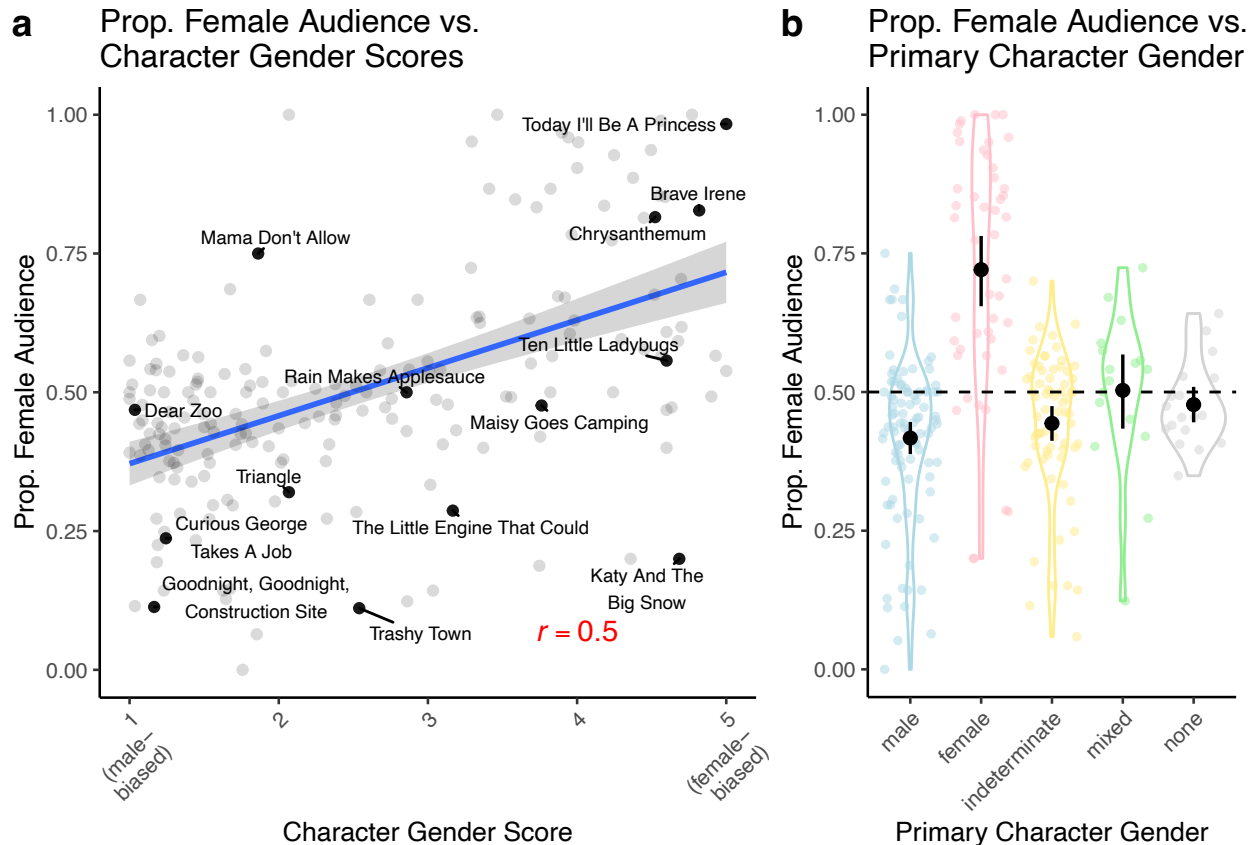 a
Prop. Female Audience vs.
Character Gender Scores
Prop. Female Audience
1.00
0.75
0.50
0.25
0.00
Today I'll Be A Princess
Brave Irene
Chrysanthemum
Mama Don't Allow
Ten Little Ladybugs
Rain Makes Applesauce
Dear Zoo
Maisy Goes Camping
Triangle
The Little Engine That Could
Curious George
Takes A Job
Goodnight, Goodnight,
Construction Site
Katy And The
Big Snow
Trashy Town
r = 0.5
1
(male–
biased)
2
3
4
5
(female–
biased)
Character Gender Score
b
Prop. Female Audience vs.
Primary Character Gender
Prop. Female Audience
1.00
0.75
0.50
0.25
0.00
male
female
indeterminate
mixed
none
Primary Character Gender